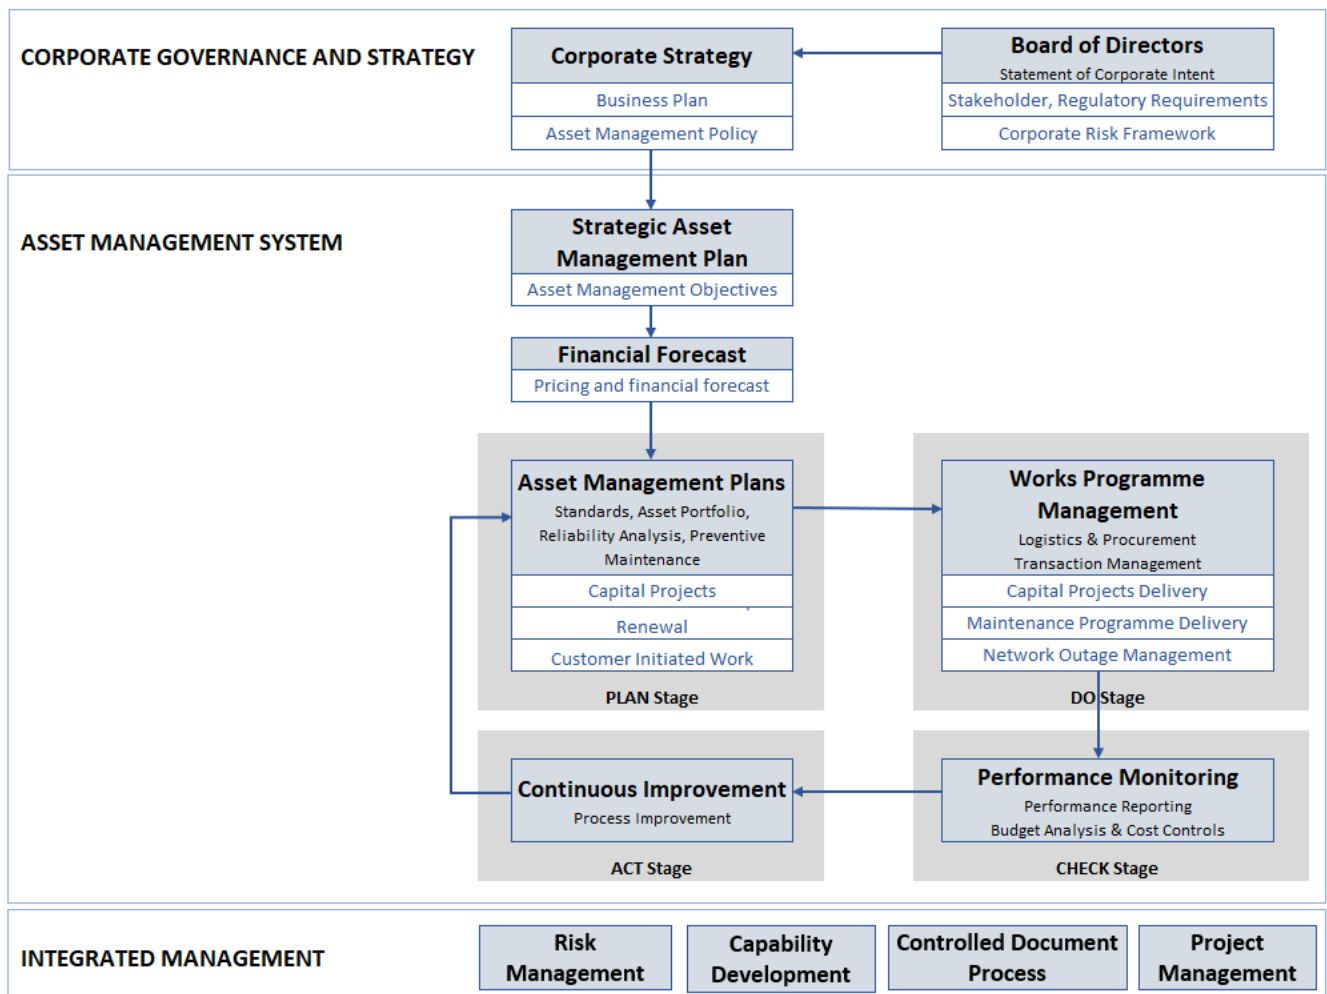 CORPORATE GOVERNANCE AND STRATEGY
Corporate Strategy
Business Plan
Asset Management Policy
Board of Directors
Statement of Corporate Intent
Stakeholder, Regulatory Requirements
Corporate Risk Framework
ASSET MANAGEMENT SYSTEM
Strategic Asset
Management Plan
Asset Management Objectives
Financial Forecast
Pricing and financial forecast
Asset Management Plans
Standards, Asset Portfolio,
Reliability Analysis, Preventive
Maintenance
Capital Projects
Renewal
Customer Initiated Work
PLAN Stage
Works Programme
Management
Logistics & Procurement
Transaction Management
Capital Projects Delivery
Maintenance Programme Delivery
Network Outage Management
DO Stage
Continuous Improvement
Process Improvement
ACT Stage
Performance Monitoring
Performance Reporting
Budget Analysis & Cost Controls
CHECK Stage
INTEGRATED MANAGEMENT
Risk
Management
Capability
Development
Controlled Document
Process
Project
Management